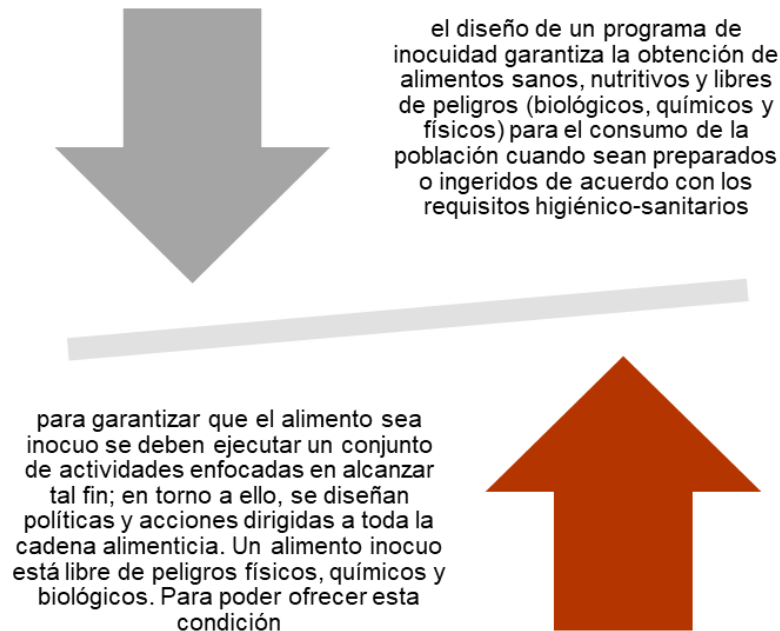 el diseño de un programa de
inocuidad garantiza la obtención de
alimentos sanos, nutritivos y libres
de peligros (biológicos, químicos y
físicos) para el consumo de la
población cuando sean preparados
o ingeridos de acuerdo con los
requisitos higiénico-sanitarios
para garantizar que el alimento sea
inocuo se deben ejecutar un conjunto
de actividades enfocadas en alcanzar
tal fin; en torno a ello, se diseñan
políticas y acciones dirigidas a toda la
cadena alimenticia. Un alimento inocuo
está libre de peligros físicos, químicos y
biológicos. Para poder ofrecer esta
condición